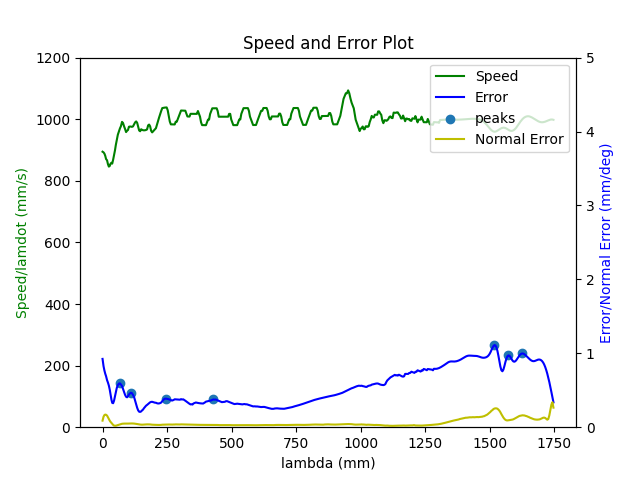 Speed and Error Plot
1200
1000
800
600
400
200
0
Speed/lamdot (mm/s)
0
250
500
750
1000
1250
1500
1750
lambda (mm)
5
4
3
2
1
0
Error/Normal Error (mm/deg)
Speed
Error
peaks
Normal Error